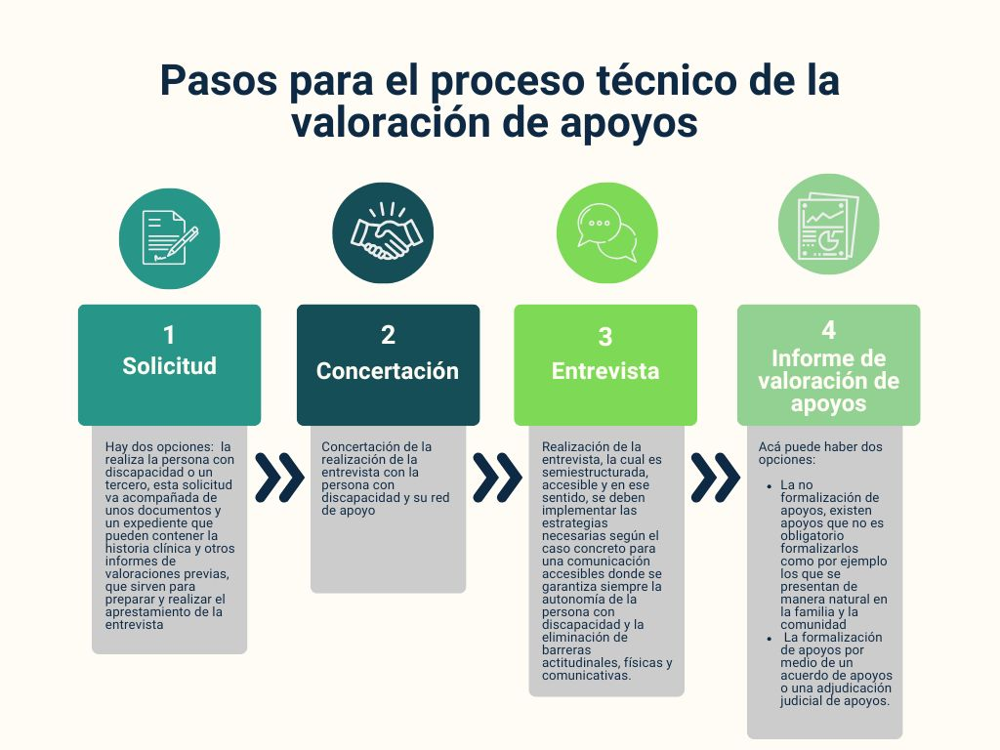 Pasos para el proceso técnico de la
valoración de apoyos
1
Solicitud
Hay dos opciones:  la
realiza la persona con
discapacidad o un
tercero, esta solicitud
va acompañada de
unos documentos y
un expediente que
pueden contener la
historia clínica y otros
informes de
valoraciones previas,
que sirven para
preparar y realizar el
aprestamiento de la
entrevista
2
Concertación
Concertación de la
realización de la
entrevista con la
persona con
discapacidad y su red
de apoyo
3
Entrevista
Realización de la
entrevista, la cual es
semiestructurada,
accesible y en ese
sentido, se deben
implementar las
estrategias
necesarias según el
caso concreto para
una comunicación
accesibles donde se
garantiza siempre la
autonomía de la
persona con
discapacidad y la
eliminación de
barreras
actitudinales, físicas y
comunicativas.
4
Informe de
valoración de
apoyos
Acá puede haber dos
opciones:
• La no
formalización de
apoyos, existen
apoyos que no es
obligatorio
formalizarlos
como por ejemplo
los que se
presentan de
manera natural en
la familia y la
comunidad
• La formalización
de apoyos por
medio de un
acuerdo de apoyos
o una adjudicación
judicial de apoyos.